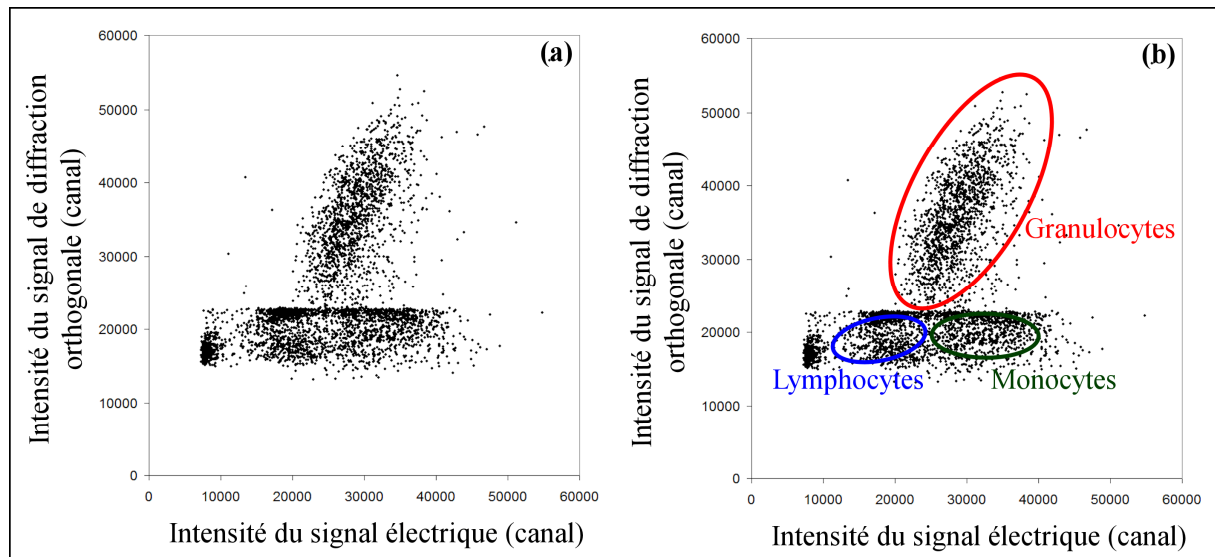 (a)
Intensité du signal de diffraction
orthogonale (canal)
60000
50000
40000
30000
20000
10000
0
0 10000 20000 30000 40000 50000 60000
Intensité du signal électrique (canal)
(b)
Intensité du signal de diffraction
orthogonale (canal)
60000
50000
40000
30000
20000
10000
0
Granulocytes
Lymphocytes
Monocytes
0 10000 20000 30000 40000 50000 60000
Intensité du signal électrique (canal)